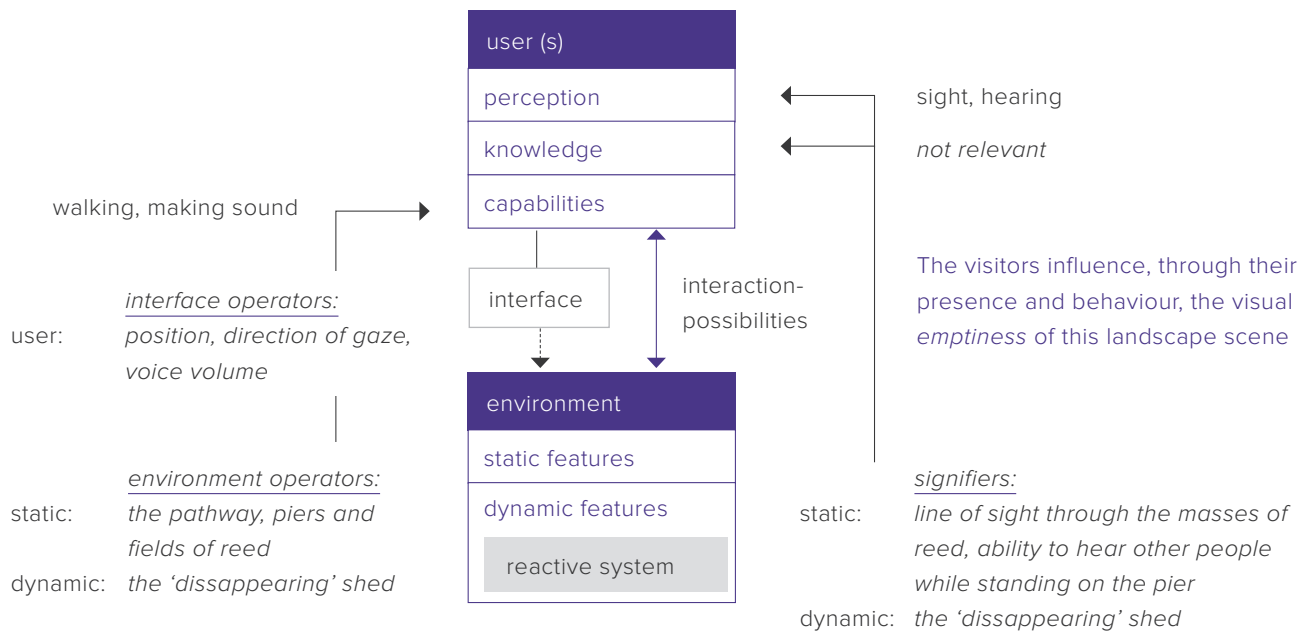 user (s)
perception
knowledge
capabilities
sight, hearing
not relevant
walking, making sound
interface
interaction-
possibilities
The visitors influence, through their
presence and behaviour, the visual
emptiness of this landscape scene
interface operators:
user: position, direction of gaze,
voice volume
environment
static features
dynamic features
reactive system
environment operators:
static: the pathway, piers and
fields of reed
dynamic: the ‘dissappearing’ shed
signifiers:
static: line of sight through the masses of
reed, ability to hear other people
while standing on the pier
dynamic: the ‘dissappearing’ shed